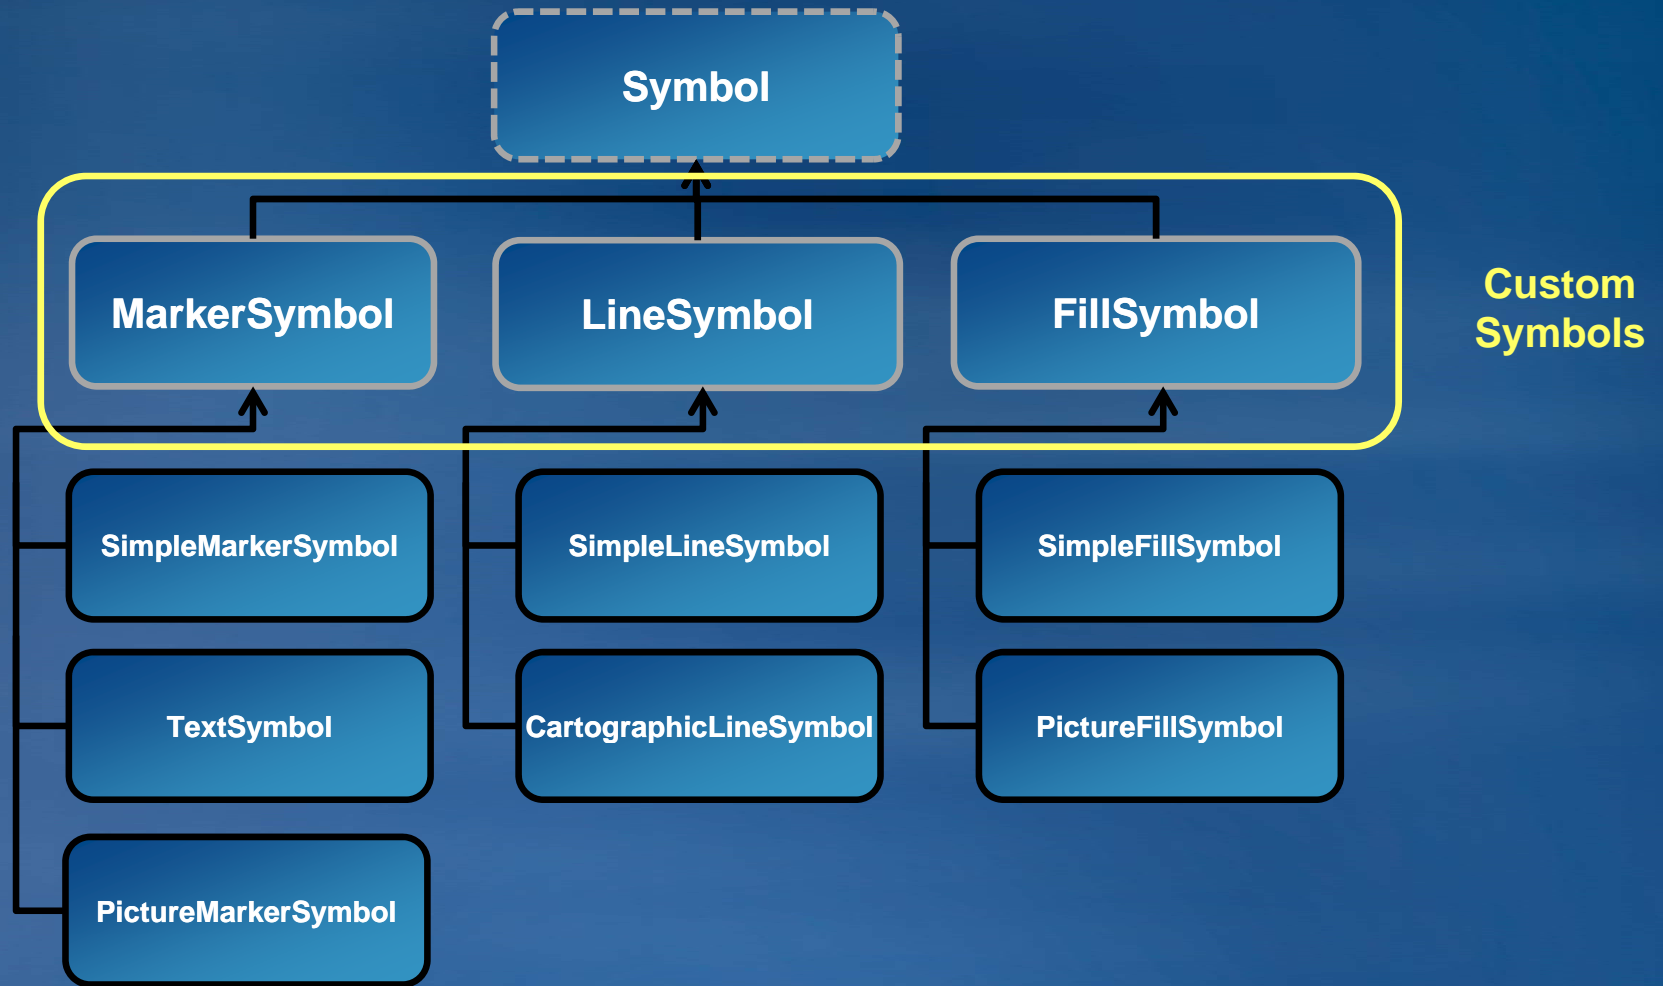 Symbol
MarkerSymbol
LineSymbol
FillSymbol
Custom
Symbols
SimpleMarkerSymbol
SimpleLineSymbol
SimpleFillSymbol
TextSymbol
CartographicLineSymbol
PictureFillSymbol
PictureMarkerSymbol